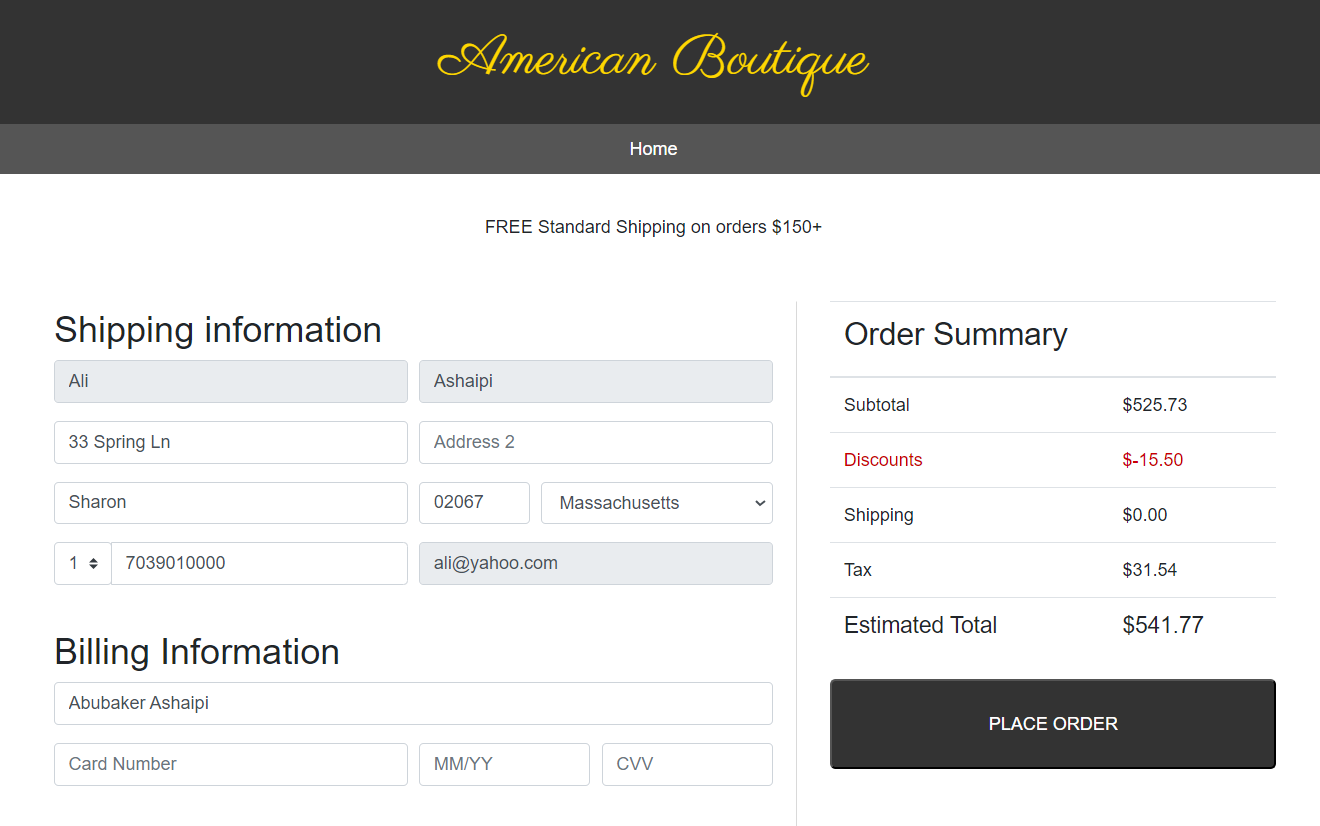 American Boutique
Home
FREE Standard Shipping on orders $150+
Shipping information
Ali Ashaipi
33 Spring Ln Address 2
Sharon 02067 Massachusetts
1 7039010000 ali@yahoo.com
Billing Information
Abubaker Ashaipi
Card Number MM/YY CVV
Order Summary
Subtotal $525.73
Discounts $-15.50
Shipping $0.00
Tax $31.54
Estimated Total $541.77
PLACE ORDER